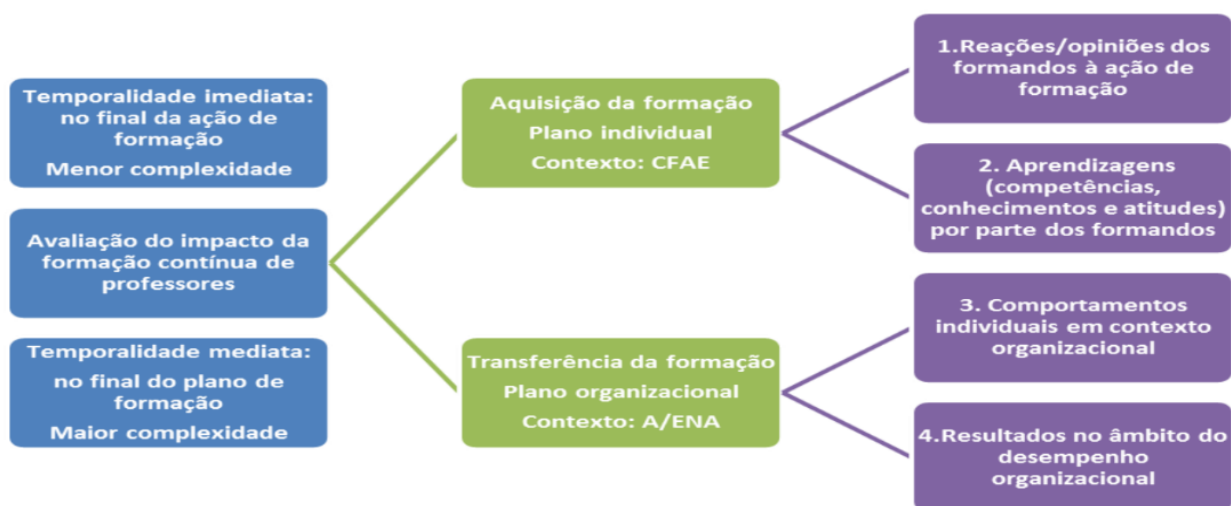 Temporalidade imediata:
no final da ação de
formação
Menor complexidade
Avaliação do impacto da
formação contínua de
professores
Temporalidade mediata:
no final do plano de
formação
Maior complexidade
Aquisição da formação
Plano individual
Contexto: CFAE
Transferência da formação
Plano organizacional
Contexto: A/ENA
1.Reações/opiniões dos
formandos à ação de
formação
2. Aprendizagens
(competências,
conhecimentos e atitudes)
por parte dos formandos
3. Comportamentos
individuais em contexto
organizacional
4.Resultados no âmbito do
desempenho
organizacional